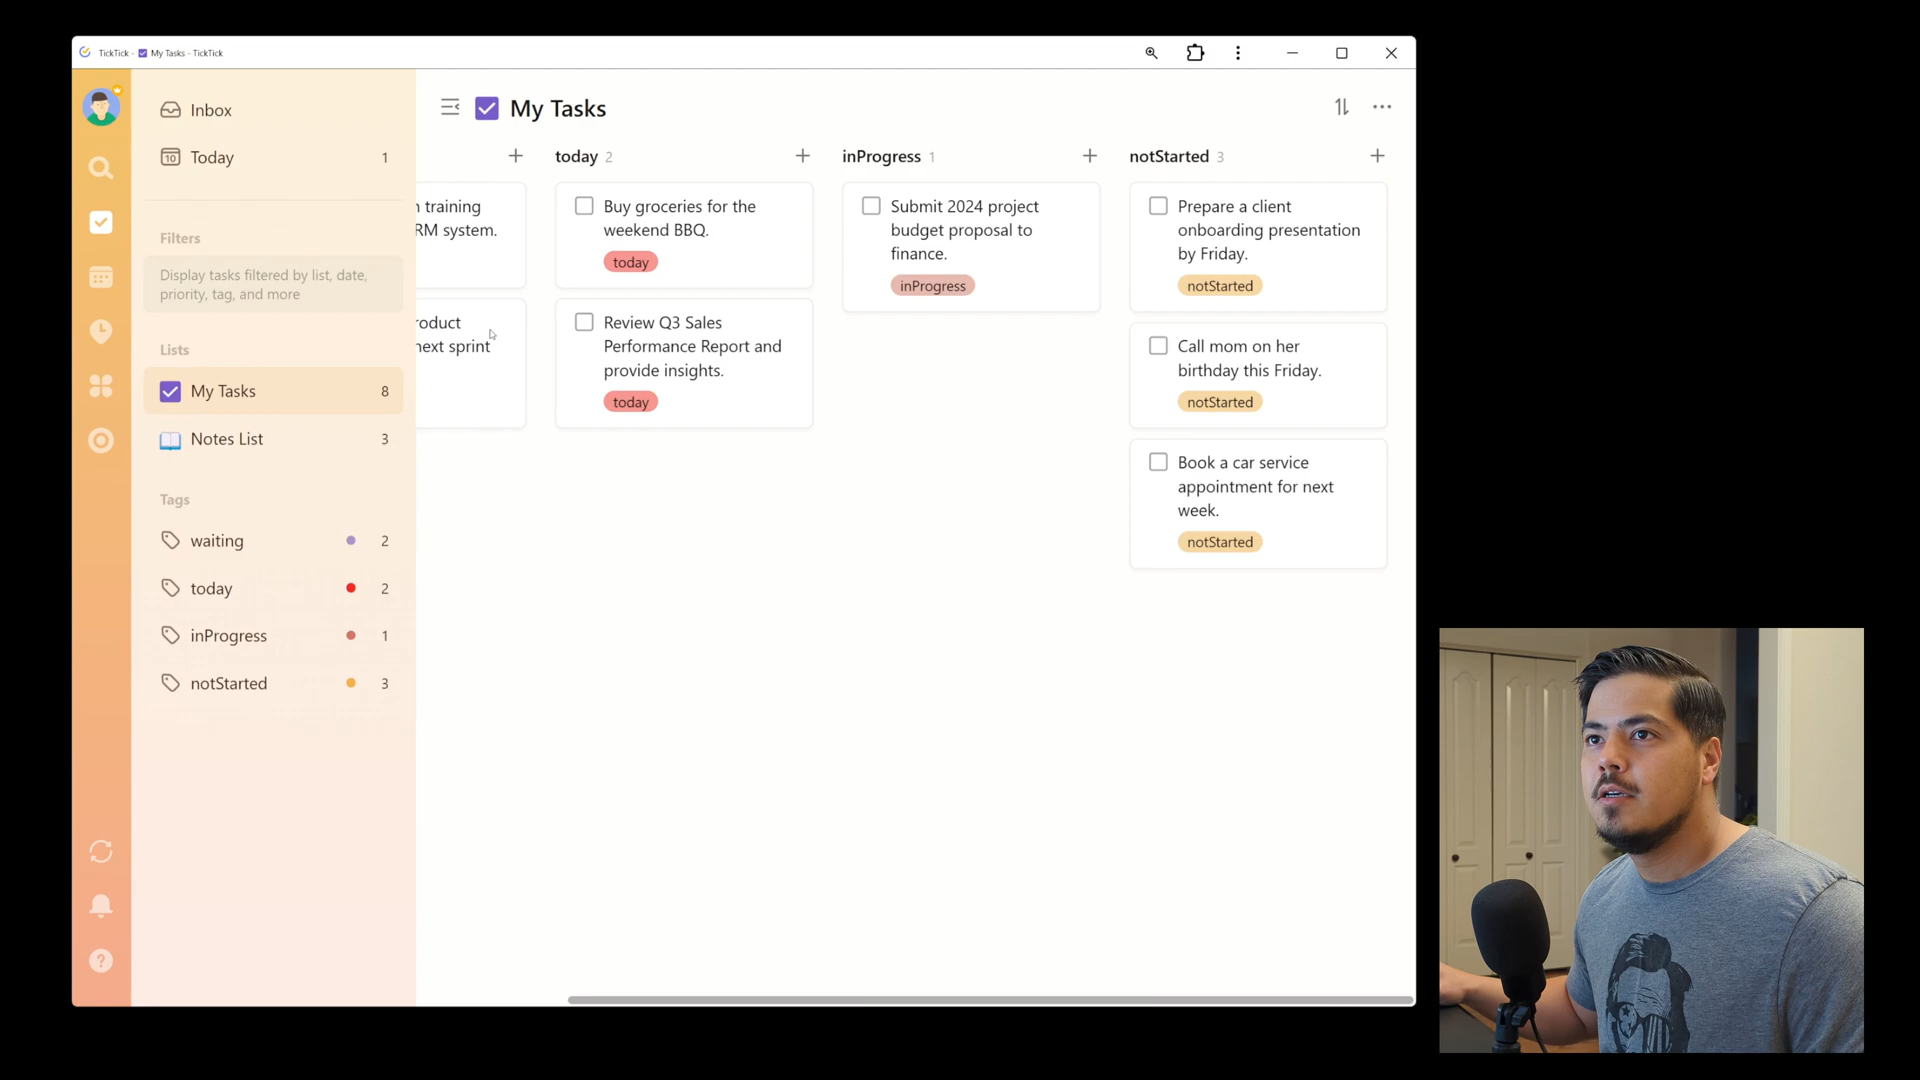 TickTick - My Tasks - TickTick
Inbox
Today 1
Filters
Display tasks filtered by list, date,
priority, tag, and more
Lists
My Tasks 8
Notes List 3
Tags
waiting 2
today 2
inProgress 1
notStarted 3
My Tasks
training
RM system.
roduct
next sprint
today 2
Buy groceries for the
weekend BBQ.
today
Review Q3 Sales
Performance Report and
provide insights.
today
inProgress 1
Submit 2024 project
budget proposal to
finance.
inProgress
notStarted 3
Prepare a client
onboarding presentation
by Friday.
notStarted
Call mom on her
birthday this Friday.
notStarted
Book a car service
appointment for next
week.
notStarted
10